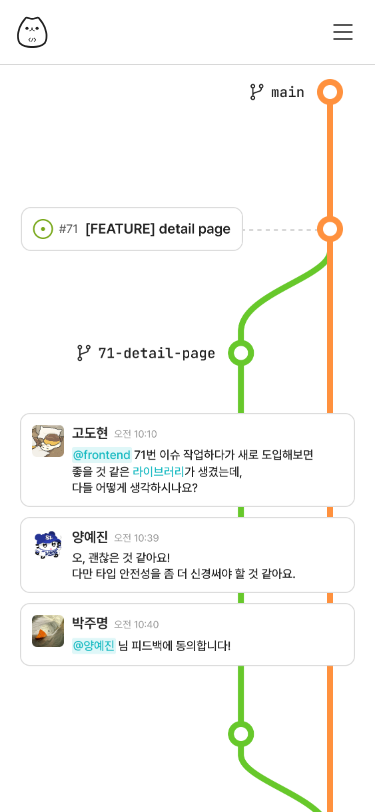 main
#71 [FEATURE] detail page
71-detail-page
고도현 오전 10:10
@frontend 71번 이슈 작업하다가 새로 도입해보면
좋을 것 같은 라이브러리가 생겼는데,
다들 어떻게 생각하시나요?
양예진 오전 10:39
오, 괜찮은 것 같아요!
다만 타입 안전성을 좀 더 신경써야 할 것 같아요.
박주명 오전 10:40
@양예진 님 피드백에 동의합니다!